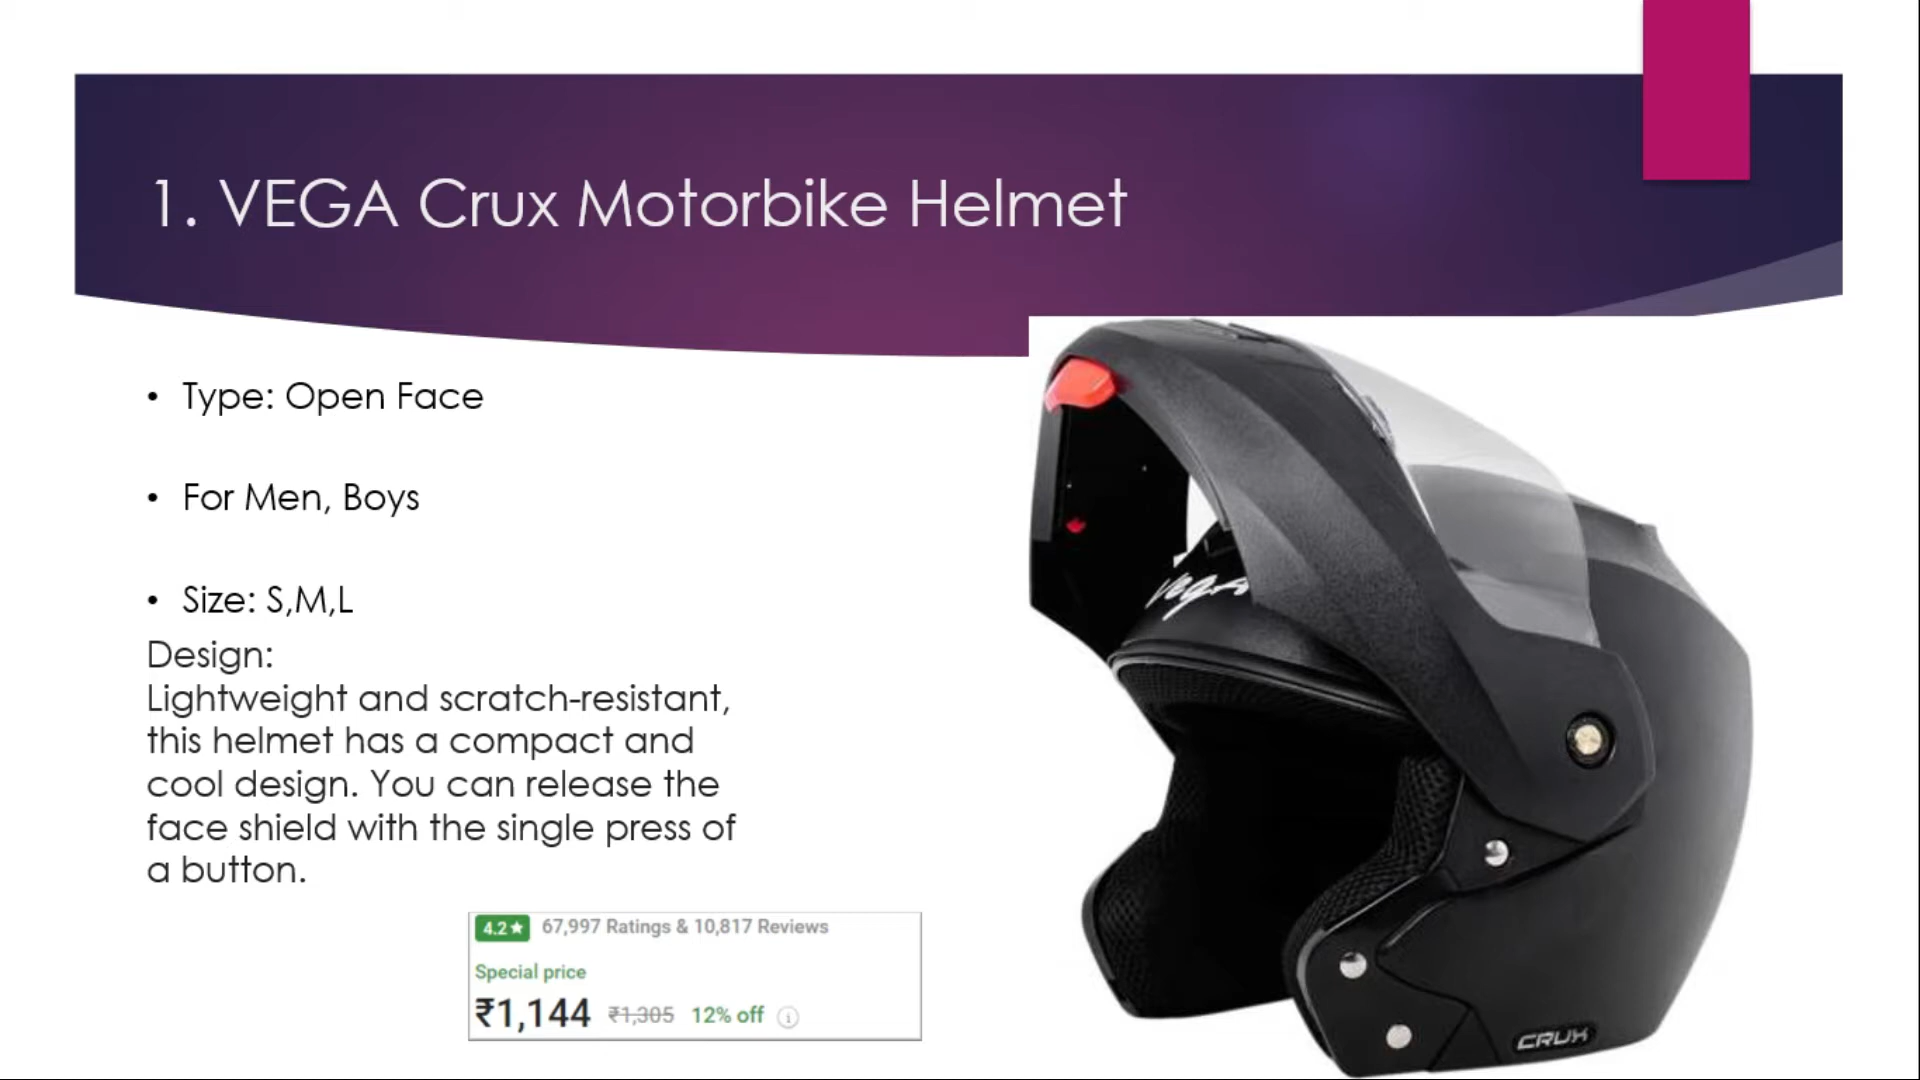 1. VEGA Crux Motorbike Helmet
• Type: Open Face
• For Men, Boys
• Size: S,M,L
Design:
Lightweight and scratch-resistant,
this helmet has a compact and
cool design. You can release the
face shield with the single press of
a button.
4.2★ 67,997 Ratings & 10,817 Reviews
Special price
₹1,144 ₹1,305 12% off
Vega
CRUX